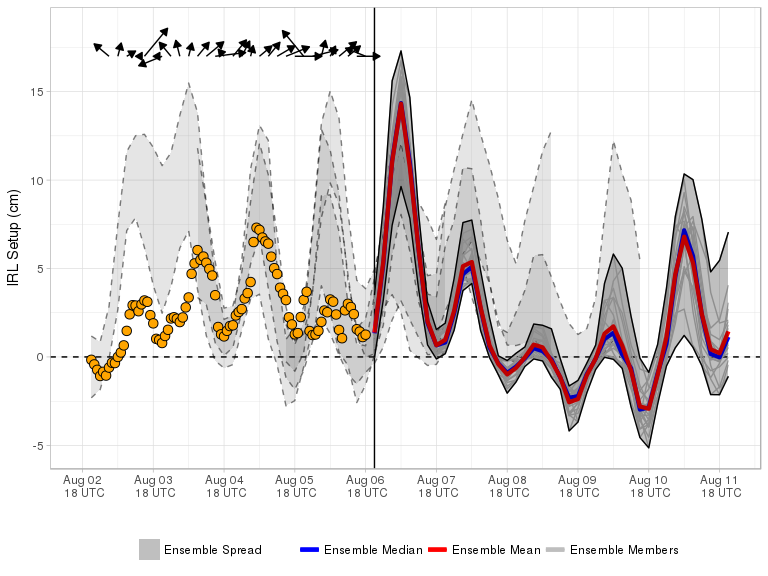 IRL Setup (cm)
15
10
5
0
-5
Aug 02 Aug 03 Aug 04 Aug 05 Aug 06 Aug 07 Aug 08 Aug 09 Aug 10 Aug 11
18 UTC 18 UTC 18 UTC 18 UTC 18 UTC 18 UTC 18 UTC 18 UTC 18 UTC 18 UTC
Ensemble Spread Ensemble Median Ensemble Mean Ensemble Members